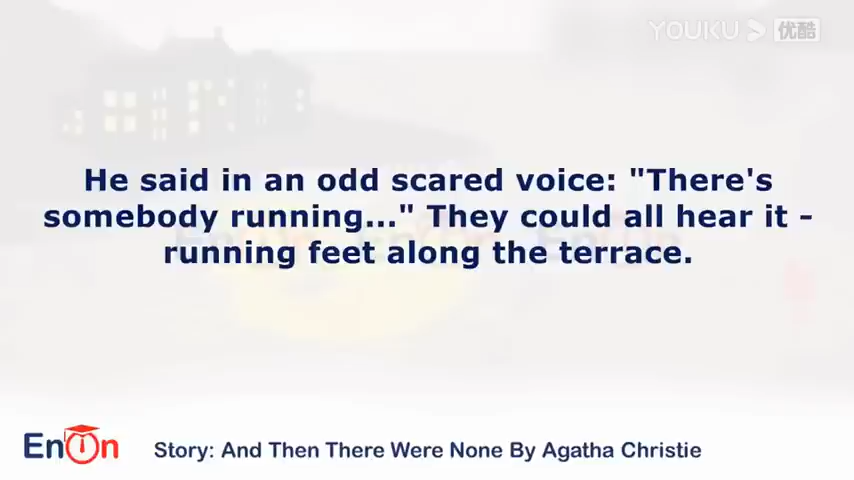 YOUKU 优酷
He said in an odd scared voice: "There's
somebody running..." They could all hear it -
running feet along the terrace.
EnOn
Story: And Then There Were None By Agatha Christie